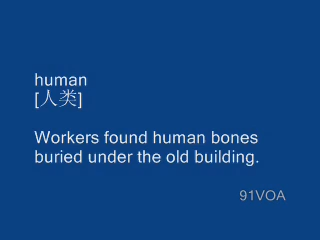 human
[人类]
Workers found human bones
buried under the old building.
91VOA